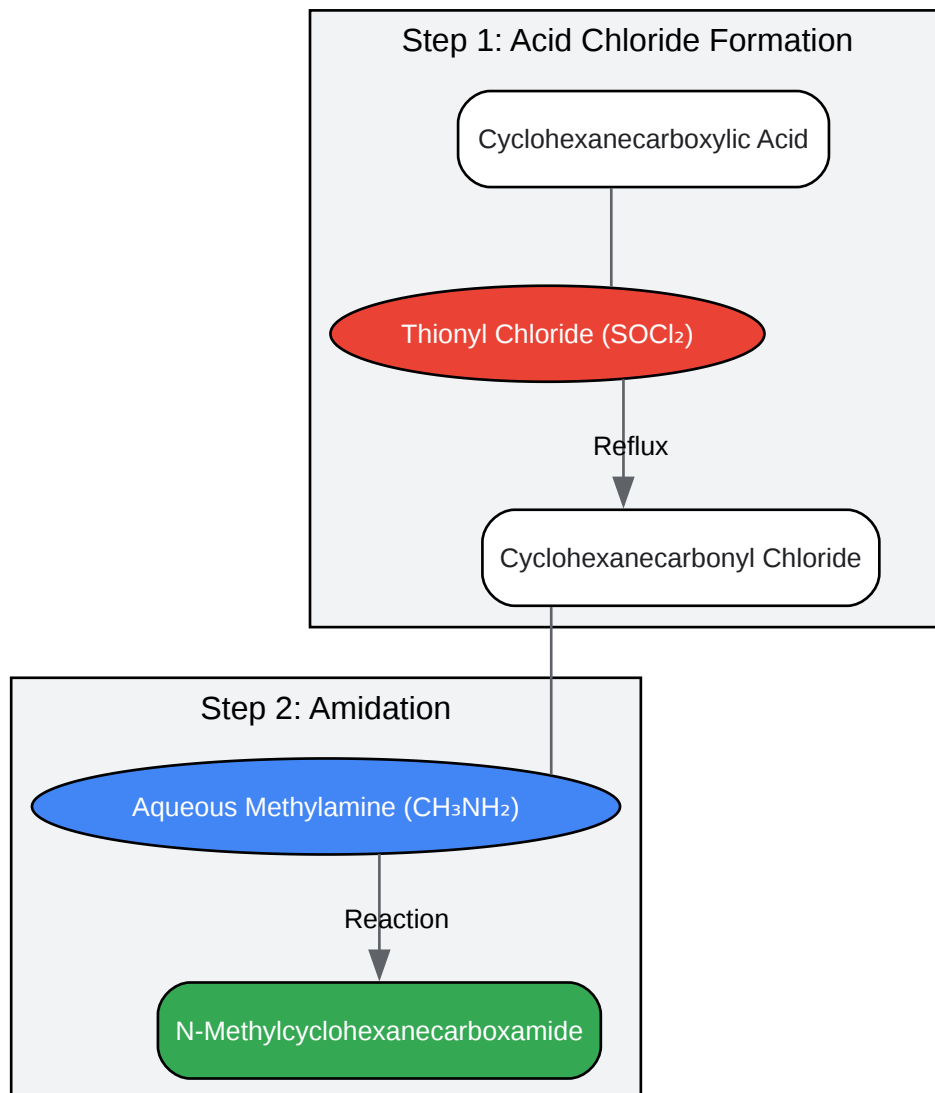 Step 1: Acid Chloride Formation
Cyclohexanecarboxylic Acid
Thionyl Chloride (SOCl₂)
Reflux
Cyclohexanecarbonyl Chloride
Step 2: Amidation
Aqueous Methylamine (CH₃NH₂)
Reaction
N-Methylcyclohexanecarboxamide